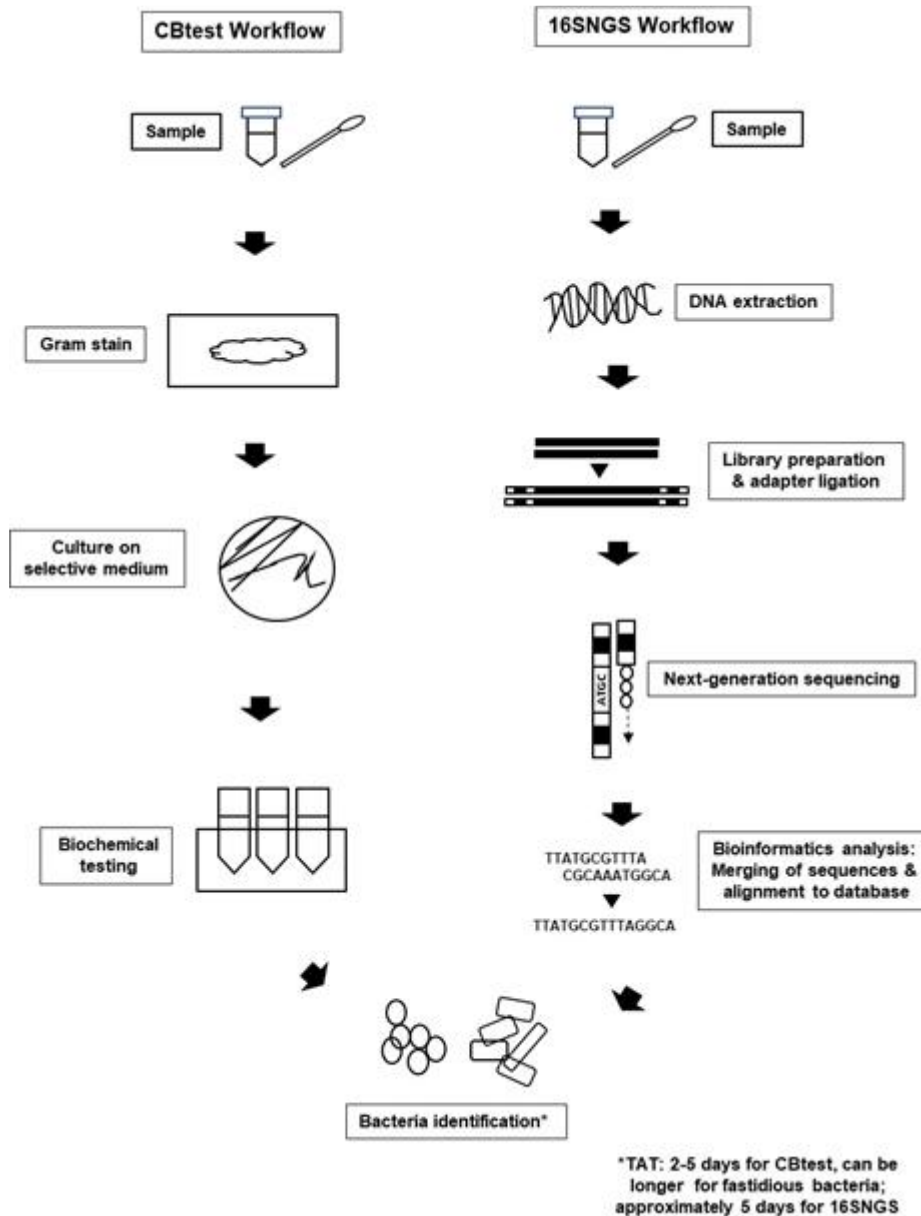 CBtest Workflow
Sample
Gram stain
Culture on
selective medium
Biochemical
testing
16SNGS Workflow
Sample
DNA extraction
Library preparation
& adapter ligation
ATGC
Next-generation sequencing
TTATGCGTTTA
CGCAAATGGCA
TTATGCGTTTAGGCA
Bioinformatics analysis:
Merging of sequences &
alignment to database
Bacteria identification*
*TAT: 2-5 days for CBtest, can be
longer for fastidious bacteria;
approximately 5 days for 16SNGS